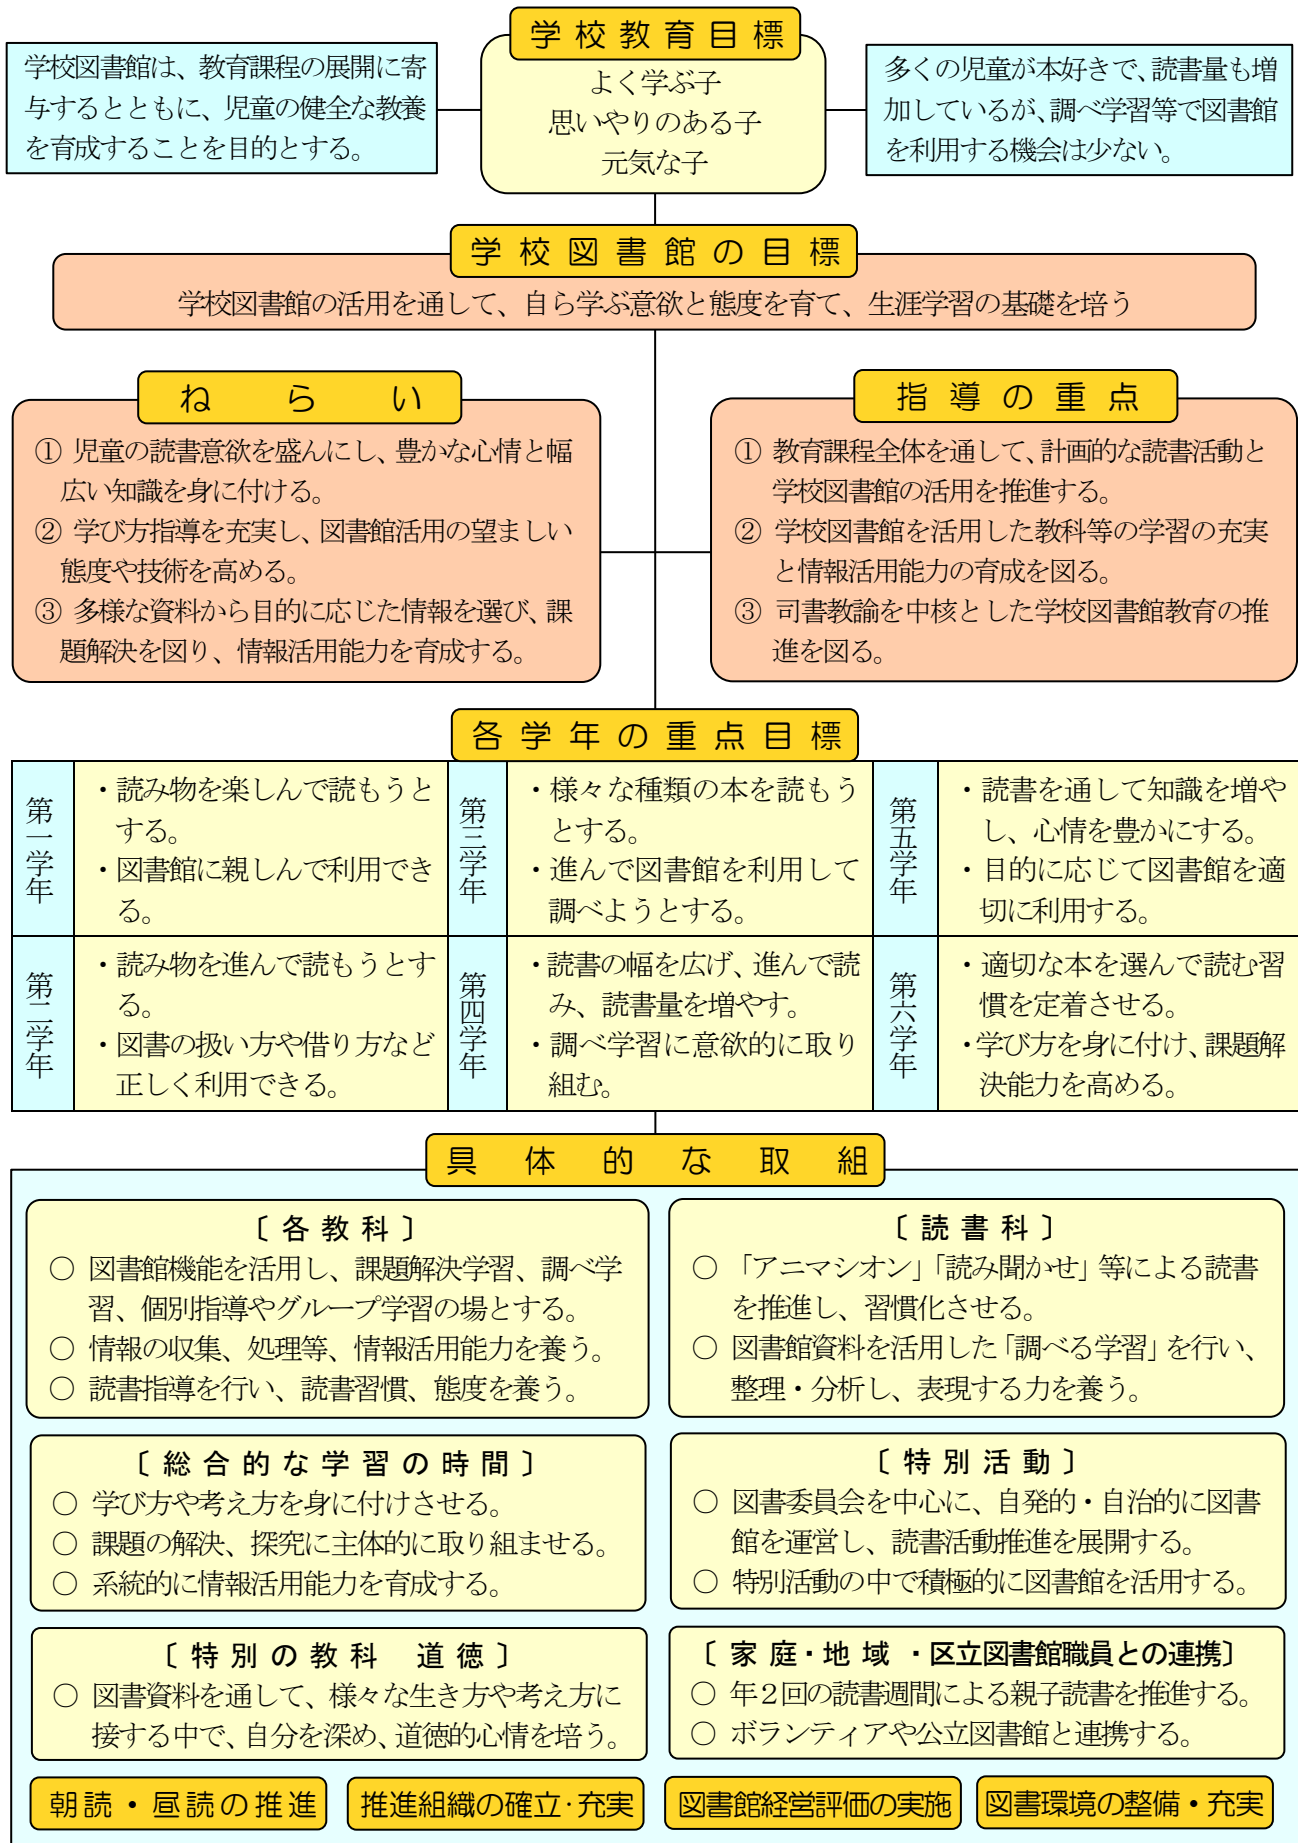 学校教育目標
よく学ぶ子
思いやりのある子
元気な子
学校図書館は、教育課程の展開に寄
与するとともに、児童の健全な教養
を育成することを目的とする。
多くの児童が本好きで、読書量も増
加しているが、調べ学習等で図書館
を利用する機会は少ない。
学校図書館の目標
学校図書館の活用を通して、自ら学ぶ意欲と態度を育て、生涯学習の基礎を培う
ねらい
① 児童の読書意欲を盛んにし、豊かな心情と幅
広い知識を身に付ける。
② 学び方指導を充実し、図書館活用の望ましい
態度や技術を高める。
③ 多様な資料から目的に応じた情報を選び、課
題解決を図り、情報活用能力を育成する。
指導の重点
① 教育課程全体を通して、計画的な読書活動と
学校図書館の活用を推進する。
② 学校図書館を活用した教科等の学習の充実
と情報活用能力の育成を図る。
③ 司書教諭を中核とした学校図書館教育の推
進を図る。
各学年の重点目標
第一学年
・読み物を楽しんで読もうと
する。
・図書館に親しんで利用でき
る。
第三学年
・様々な種類の本を読もう
とする。
・進んで図書館を利用して
調べようとする。
第五学年
・読書を通して知識を増や
し、心情を豊かにする。
・目的に応じて図書館を適
切に利用する。
第二学年
・読み物を進んで読もうとす
る。
・図書の扱い方や借り方など
正しく利用できる。
第四学年
・読書の幅を広げ、進んで読
み、読書量を増やす。
・調べ学習に意欲的に取り
組む。
第六学年
・適切な本を選んで読む習
慣を定着させる。
・学び方を身に付け、課題解
決能力を高める。
具体的な取組
〔各教科〕
○ 図書館機能を活用し、課題解決学習、調べ学
習、個別指導やグループ学習の場とする。
○ 情報の収集、処理等、情報活用能力を養う。
○ 読書指導を行い、読書習慣、態度を養う。
〔読書科〕
○ 「アニマシオン」「読み聞かせ」等による読書
を推進し、習慣化させる。
○ 図書館資料を活用した「調べる学習」を行い、
整理・分析し、表現する力を養う。
〔総合的な学習の時間〕
○ 学び方や考え方を身に付けさせる。
○ 課題の解決、探究に主体的に取り組ませる。
○ 系統的に情報活用能力を育成する。
〔特別活動〕
○ 図書委員会を中心に、自発的・自治的に図書
館を運営し、読書活動推進を展開する。
○ 特別活動の中で積極的に図書館を活用する。
〔特別の教科 道徳〕
○ 図書資料を通して、様々な生き方や考え方に
接する中で、自分を深め、道徳的心情を培う。
〔家庭・地域・区立図書館職員との連携〕
○ 年２回の読書週間による親子読書を推進する。
○ ボランティアや公立図書館と連携する。
朝読・昼読の推進
推進組織の確立・充実
図書館経営評価の実施
図書環境の整備・充実